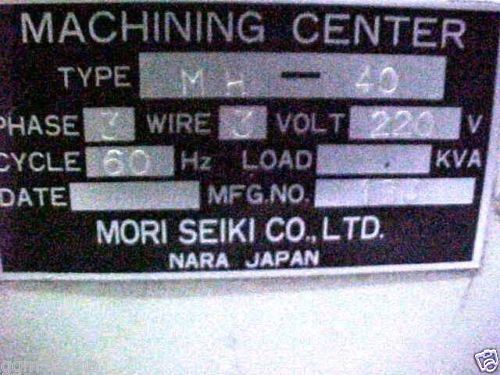 MACHINING CENTER
TYPE MH-40
PHASE 3 WIRE 3 VOLT 220 V
CYCLE 60 Hz LOAD KVA
DATE MFG.NO.
MORI SEIKI CO., LTD.
NARA JAPAN